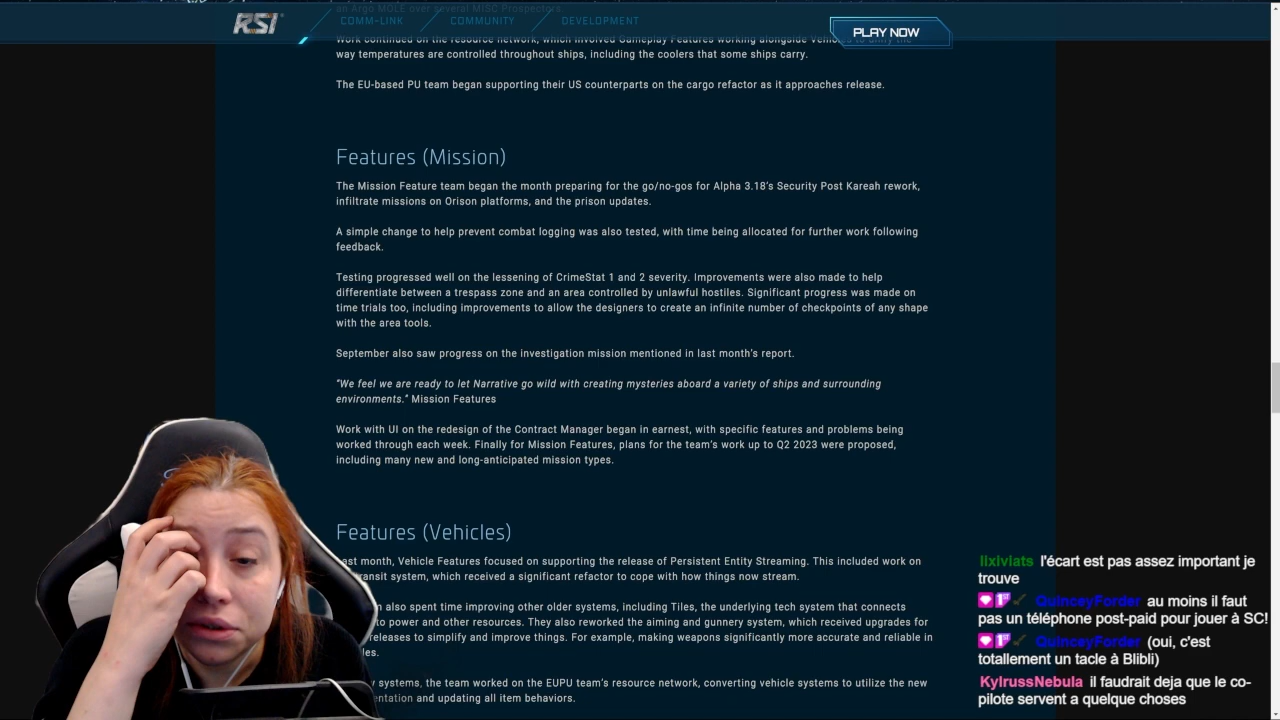 an Argo MOLE over several MISC Prospectors
RSI
COMM-LINK
COMMUNITY
DEVELOPMENT
PLAY NOW
Work continued on the resource network, which involved Gameplay Features working alongside Vehicles to unify the
way temperatures are controlled throughout ships, including the coolers that some ships carry.
The EU-based PU team began supporting their US counterparts on the cargo refactor as it approaches release.
Features (Mission)
The Mission Feature team began the month preparing for the go/no-gos for Alpha 3.18's Security Post Kareah rework,
infiltrate missions on Orison platforms, and the prison updates.
A simple change to help prevent combat logging was also tested, with time being allocated for further work following
feedback.
Testing progressed well on the lessening of CrimeStat 1 and 2 severity. Improvements were also made to help
differentiate between a trespass zone and an area controlled by unlawful hostiles. Significant progress was made on
time trials too, including improvements to allow the designers to create an infinite number of checkpoints of any shape
with the area tools.
September also saw progress on the investigation mission mentioned in last month's report.
"We feel we are ready to let Narrative go wild with creating mysteries aboard a variety of ships and surrounding
environments." Mission Features
Work with UI on the redesign of the Contract Manager began in earnest, with specific features and problems being
worked through each week. Finally for Mission Features, plans for the team's work up to Q2 2023 were proposed,
including many new and long-anticipated mission types.
Features (Vehicles)
ast month, Vehicle Features focused on supporting the release of Persistent Entity Streaming. This included work on
ransit system, which received a significant refactor to cope with how things now stream.
also spent time improving other older systems, including Tiles, the underlying tech system that connects
to power and other resources. They also reworked the aiming and gunnery system, which received upgrades for
releases to simplify and improve things. For example, making weapons significantly more accurate and reliable in
les.
systems, the team worked on the EUPU team's resource network, converting vehicle systems to utilize the new
entation and updating all item behaviors.
lixiviats l'écart est pas assez important je
trouve
QuinceyForder au moins il faut
pas un téléphone post-paid pour jouer à SC!
QuinceyForder (oui, c'est
totallement un tacle à Blibli)
KylrussNebula il faudrait deja que le co-
pilote servent a quelque choses